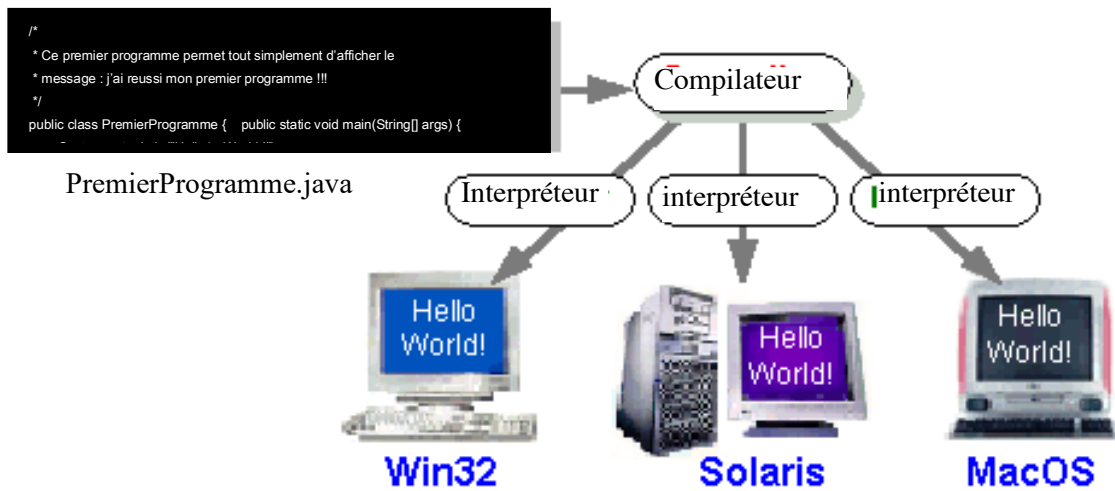 /*
* Ce premier programme permet tout simplement d'afficher le
* message : j'ai reussi mon premier programme !!!
*/
public class PremierProgramme { public static void main(String[] args) {
PremierProgramme.java
Compilateur
Interpréteur
interpréteur
interpréteur
Hello
World!
Hello
World!
Hello
World!
Win32
Solaris
MacOS